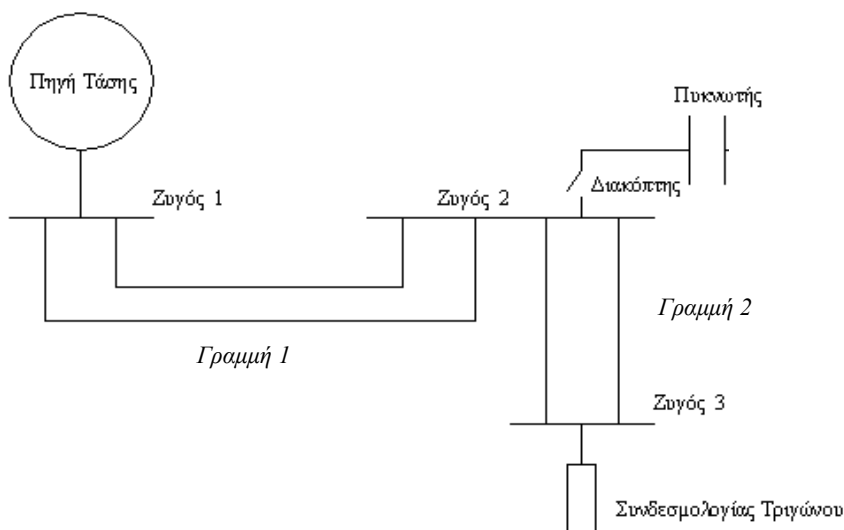 Πηγή Τάσης
Πυκνωτής
Ζυγός 1
Ζυγός 2
Διακόπτης
Γραμμή 1
Γραμμή 2
Ζυγός 3
Συνδεσμολογίας Τριγώνου